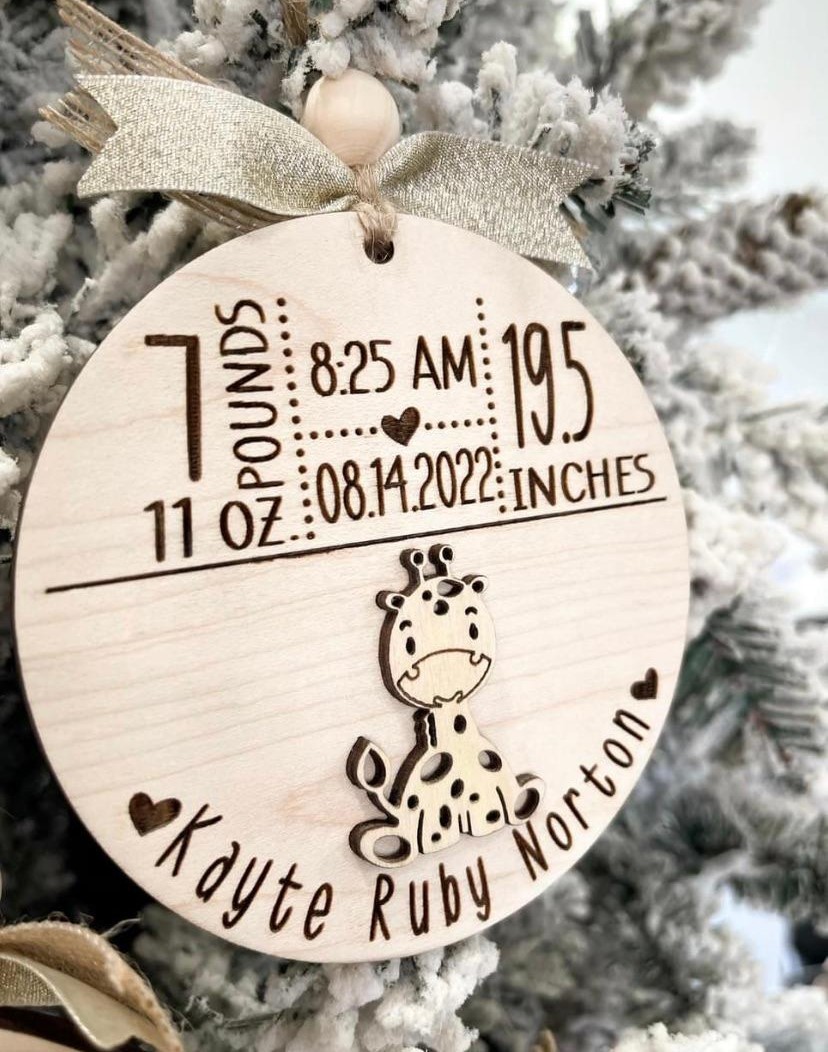 7 POUNDS
11 OZ
8:25 AM
08.14.2022
19.5
INCHES
Kayte Ruby Norton